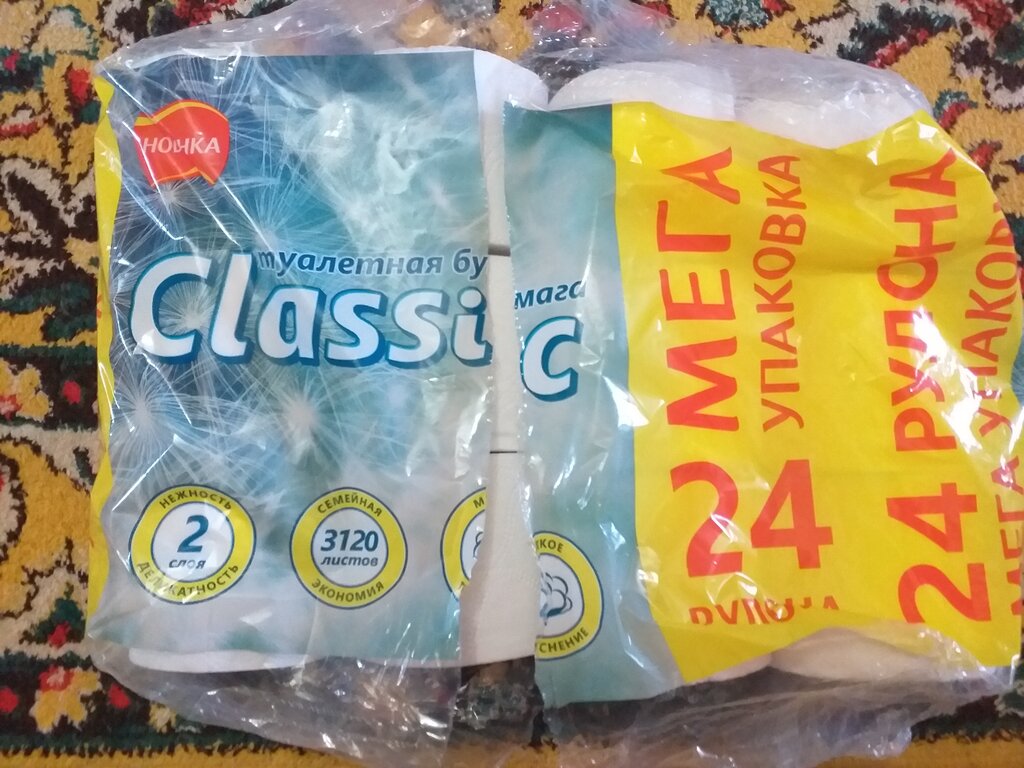 НОЧКА
туалетная бу
мага
Classi
c
НЕЖНОСТЬ
2
слоя
ДЕЛИКАТНОСТЬ
СЕМЕЙНАЯ
3120
листов
ЭКОНОМИЯ
МЕГА
УПАКОВКА
24
РУЛОНА
24 РУЛОНА
МЕГА УПАКОВ